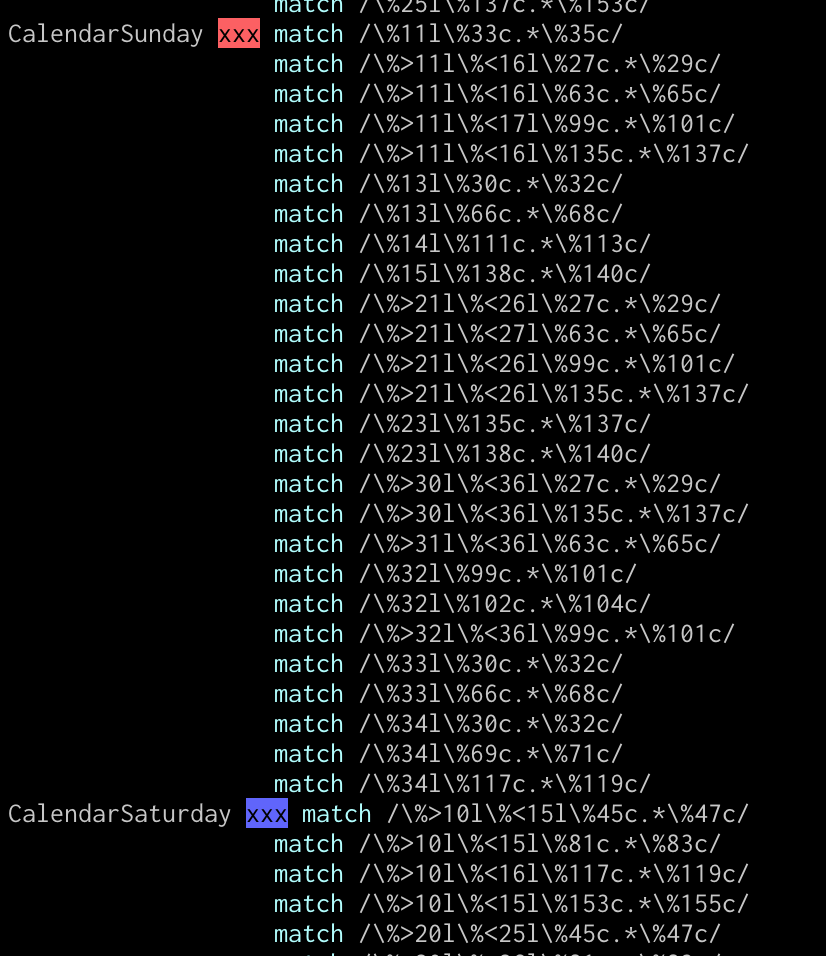 match /\%25l\%137c.*\%153c/
CalendarSunday xxx match /\%11l\%33c.*\%35c/
match /\%>11l\%<16l\%27c.*\%29c/
match /\%>11l\%<16l\%63c.*\%65c/
match /\%>11l\%<17l\%99c.*\%101c/
match /\%>11l\%<16l\%135c.*\%137c/
match /\%13l\%30c.*\%32c/
match /\%13l\%66c.*\%68c/
match /\%14l\%111c.*\%113c/
match /\%15l\%138c.*\%140c/
match /\%>21l\%<26l\%27c.*\%29c/
match /\%>21l\%<27l\%63c.*\%65c/
match /\%>21l\%<26l\%99c.*\%101c/
match /\%>21l\%<26l\%135c.*\%137c/
match /\%23l\%135c.*\%137c/
match /\%23l\%138c.*\%140c/
match /\%>30l\%<36l\%27c.*\%29c/
match /\%>30l\%<36l\%135c.*\%137c/
match /\%>31l\%<36l\%63c.*\%65c/
match /\%32l\%99c.*\%101c/
match /\%32l\%102c.*\%104c/
match /\%>32l\%<36l\%99c.*\%101c/
match /\%33l\%30c.*\%32c/
match /\%33l\%66c.*\%68c/
match /\%34l\%30c.*\%32c/
match /\%34l\%69c.*\%71c/
match /\%34l\%117c.*\%119c/
CalendarSaturday xxx match /\%>10l\%<15l\%45c.*\%47c/
match /\%>10l\%<15l\%81c.*\%83c/
match /\%>10l\%<16l\%117c.*\%119c/
match /\%>10l\%<15l\%153c.*\%155c/
match /\%>20l\%<25l\%45c.*\%47c/